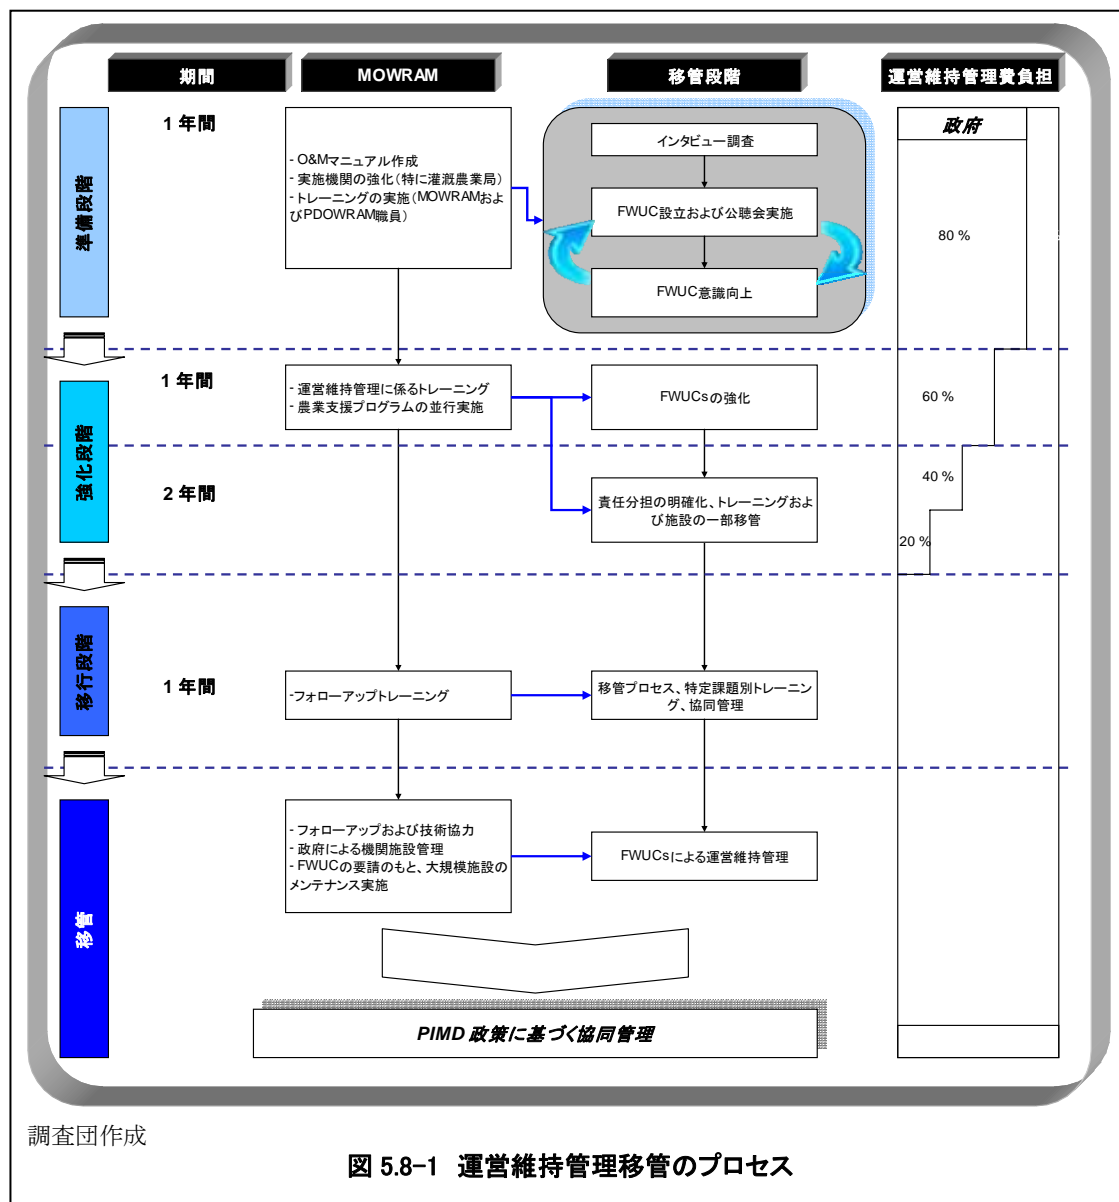 期間
MOWRAM
移管段階
運営維持管理費負担
準備段階
1 年間
- O&Mマニュアル作成
- 実施機関の強化(特に灌漑農業局)
- トレーニングの実施(MOWRAMおよ
びPDOWRAM職員)
インタビュー調査
FWUC設立および公聴会実施
FWUC意識向上
政府
80 %
強化段階
1 年間
- 運営維持管理に係るトレーニング
- 農業支援プログラムの並行実施
FWUCsの強化
60 %
2 年間
責任分担の明確化、トレーニングおよ
び施設の一部移管
40 %
20 %
移行段階
1 年間
-フォローアップトレーニング
移管プロセス、特定課題別トレーニン
グ、協同管理
移管
- フォローアップおよび技術協力
- 政府による機関施設管理
- FWUCの要請のもと、大規模施設の
メンテナンス実施
FWUCsによる運営維持管理
PIMD 政策に基づく協同管理
調査団作成
図 5.8-1 運営維持管理移管のプロセス